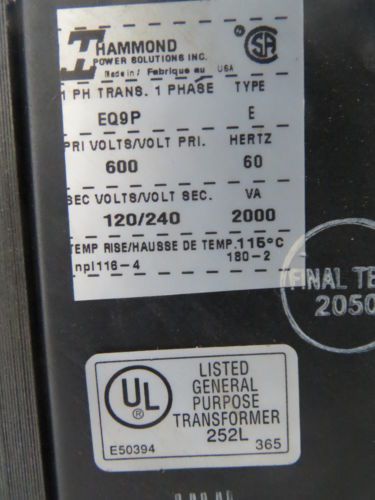 HAMMOND
POWER SOLUTIONS INC.
Made in / Fabrique au USA
1 PH TRANS. 1 PHASE TYPE
EQ9P E
PRI VOLTS/VOLT PRI. HERTZ
600 60
SEC VOLTS/VOLT SEC. VA
120/240 2000
TEMP RISE/HAUSSE DE TEMP. 115°C
npl116-4 180-2
FINAL TE
2050
UL
LISTED
GENERAL
PURPOSE
TRANSFORMER
252L
E50394 365